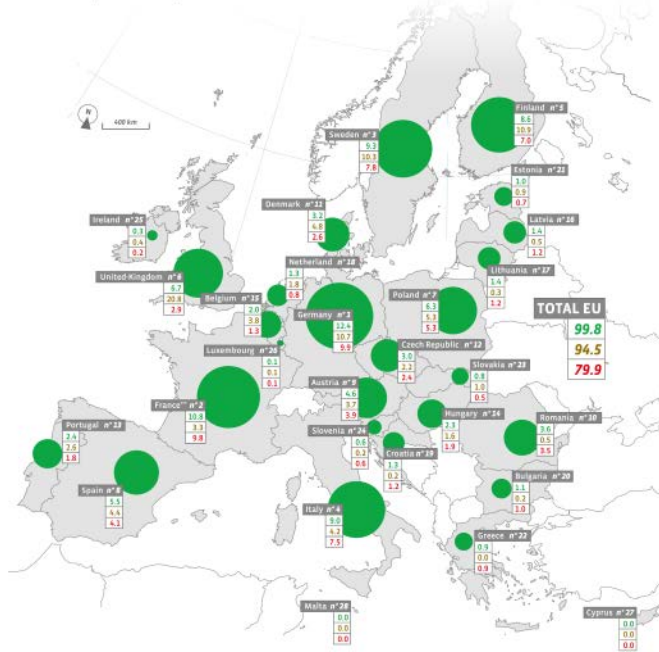 N
400 km
Finland n°5
8.6
10.9
7.0
Sweden n°3
9.3
10.3
7.8
Estonia n°21
1.0
0.9
0.7
Denmark n°11
3.2
4.8
2.6
Latvia n°16
1.4
0.5
1.2
Ireland n°25
0.3
0.4
0.2
Netherland n°18
1.3
1.8
0.8
Lithuania n°17
1.4
0.3
1.2
United-Kingdom n°6
6.7
20.8
2.9
Belgium n°15
2.0
3.8
1.3
Poland n°7
6.3
5.3
5.3
Germany n°1
12.4
10.7
9.9
TOTAL EU
99.8
94.5
79.9
Czech Republic n°12
3.0
2.2
2.4
Luxembourg n°26
0.1
0.1
0.1
Slovakia n°23
0.8
1.0
0.5
Austria n°9
4.6
3.7
3.9
France** n°2
10.8
3.3
9.8
Hungary n°14
2.3
1.6
1.9
Romania n°10
3.6
0.5
3.5
Portugal n°13
2.4
2.6
1.8
Slovenia n°24
0.6
0.2
0.6
Croatia n°19
1.3
0.2
1.2
Bulgaria n°20
1.1
0.2
1.0
Spain n°8
5.5
4.4
4.1
Italy n°4
9.0
4.2
7.5
Greece n°22
0.9
0.0
0.9
Malta n°28
0.0
0.0
0.0
Cyprus n°27
0.0
0.0
0.0